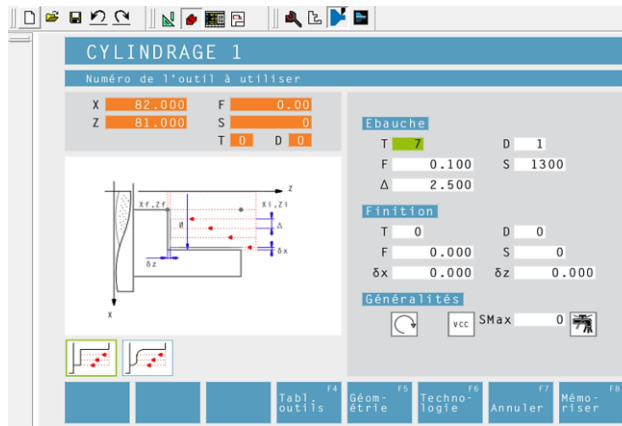 CYLINDRAGE 1
Numéro de l'outil à utiliser
X 82.000 F 0.00
Z 81.000 S 0
T 0 D 0
Ebauche
T 7 D 1
F 0.100 S 1300
Δ 2.500
Finition
T 0 D 0
F 0.000 S 0
δx 0.000 δz 0.000
Généralités
vcc SMax 0
Z
Xf,Zf Xi,Zi
Ø Δ
δx
δz
X
F4 F5 F6 F7 F8
Tabl. outils
Géom- étrie
Techno- logie
Annuler
Mémo- riser